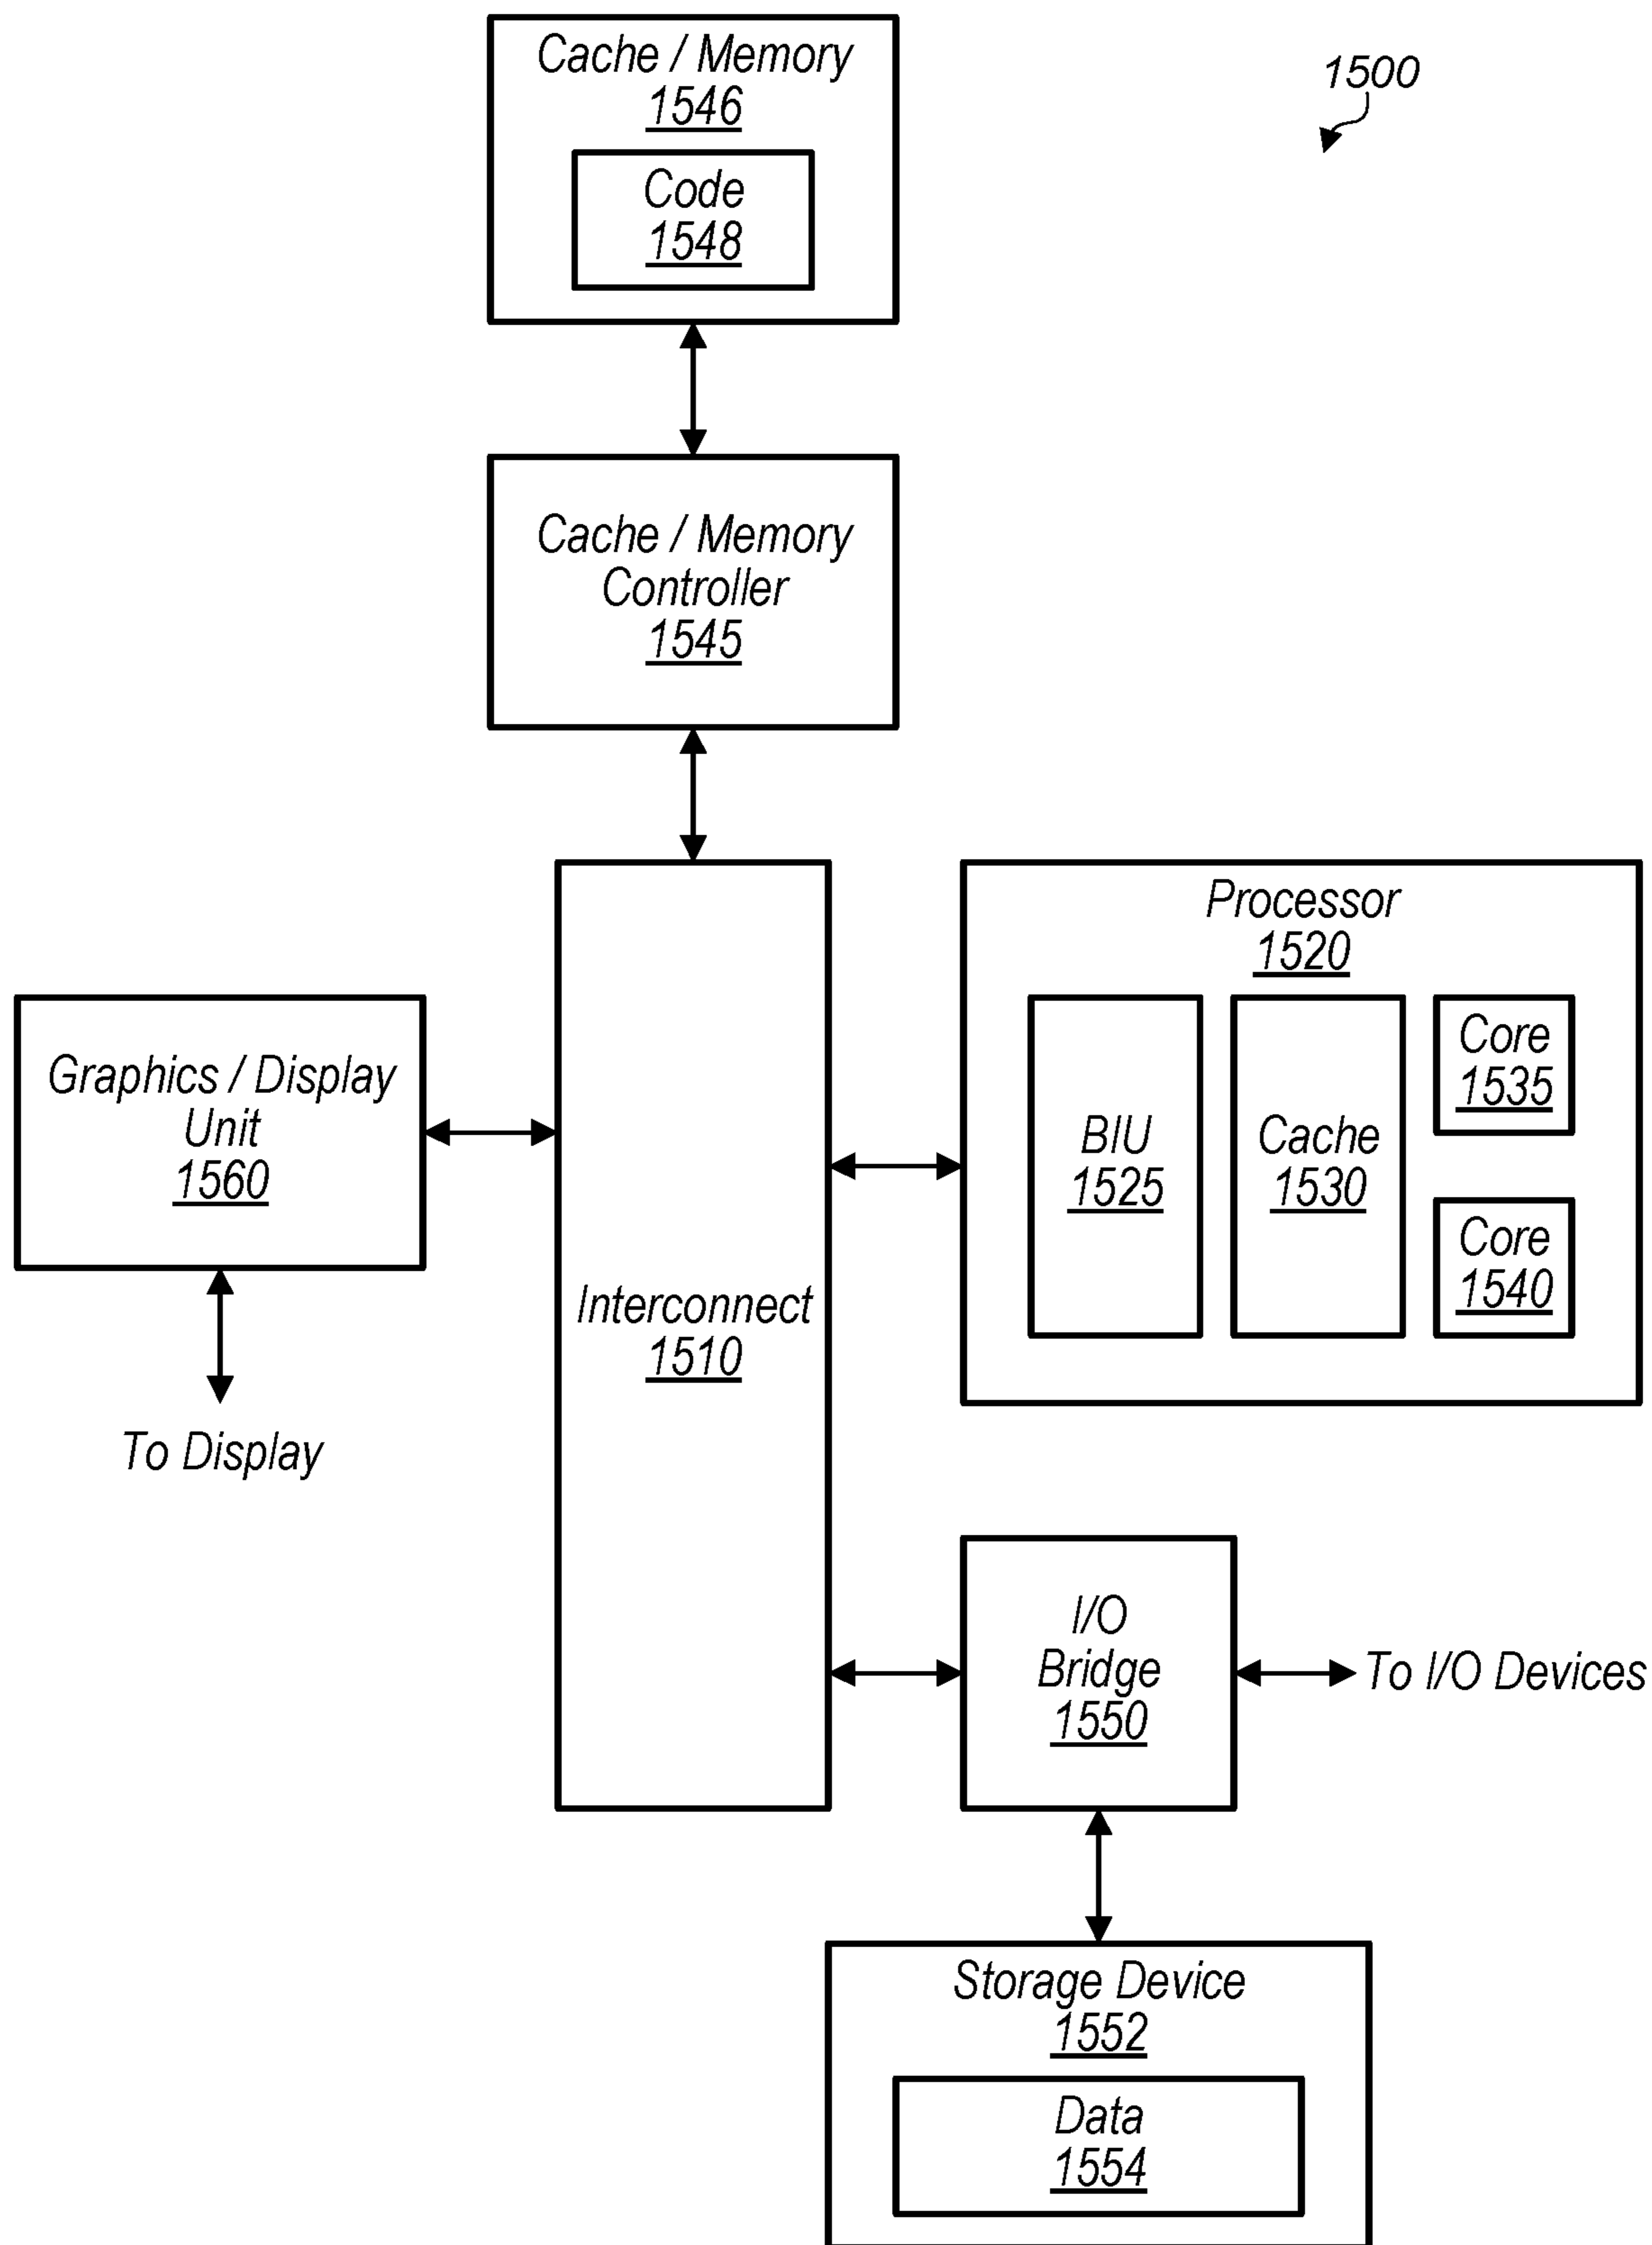 Cache / Memory
1546
Code
1548
1500
Cache / Memory
Controller
1545
Processor
1520
Graphics / Display
Unit
1560
Interconnect
1510
BIU
1525
Cache
1530
Core
1535
Core
1540
To Display
I/O
Bridge
1550
To I/O Devices
Storage Device
1552
Data
1554